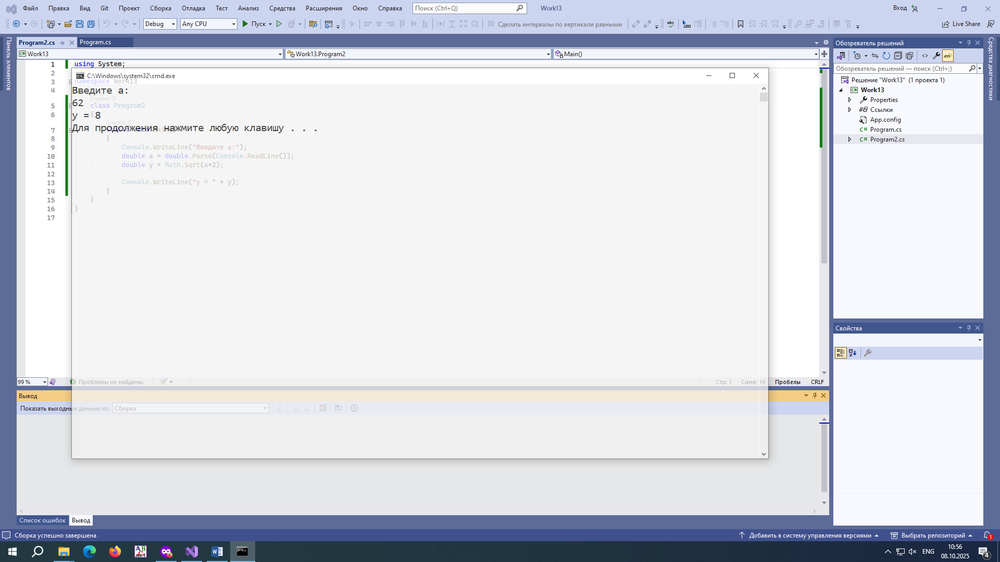 Файл Правка Вид Git Проект Сборка Отладка Тест Анализ Средства Расширения Окно Справка Поиск (Ctrl+Q) Work13 Вход
Debug Any CPU Пуск Сделать интервалы по вертикали равными Live Share
Панель элементов
Program2.cs Program.cs
Work13 Work13.Program2 Main()
1 using System;
2
C:\Windows\system32\cmd.exe
3 namespace Work13
4
Введите a:
Ссылок: 0
62
5 class Program2
6 {
y = 8
Ссылок: 0
Для продолжения нажмите любую клавишу . . .
7
8 {
9 Console.WriteLine("Введите a:");
10 double a = double.Parse(Console.ReadLine());
11 double y = Math.Sqrt(a+2);
12
13 Console.WriteLine("y = " + y);
14 }
15 }
16 }
17
99 % Проблемы не найдены. Стр: 1 Симв: 14 Пробелы CRLF
Вывод
Показать выходные данные из: Сборка
Список ошибок Вывод
Обозреватель решений
Обозреватель решений — поиск (Ctrl+;)
Решение "Work13" (1 проекта 1)
Work13
Properties
Ссылки
App.config
Program.cs
Program2.cs
Свойства
Средства диагностики
Сборка успешно завершена Добавить в систему управления версиями Выбрать репозиторий 1
AB
C
.net
ENG
10:56
08.10.2025
4